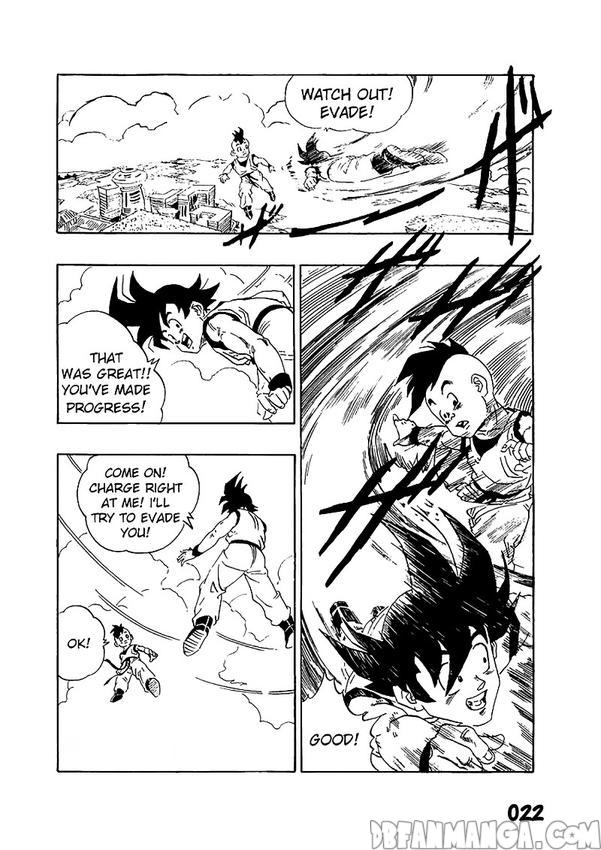 WATCH OUT!
EVADE!
GOOD!
THAT
WAS GREAT!!
YOU'VE MADE
PROGRESS!
COME ON!
CHARGE RIGHT
AT ME! I'LL
TRY TO EVADE
YOU!
OK!
022
DBFANMANGA.COM